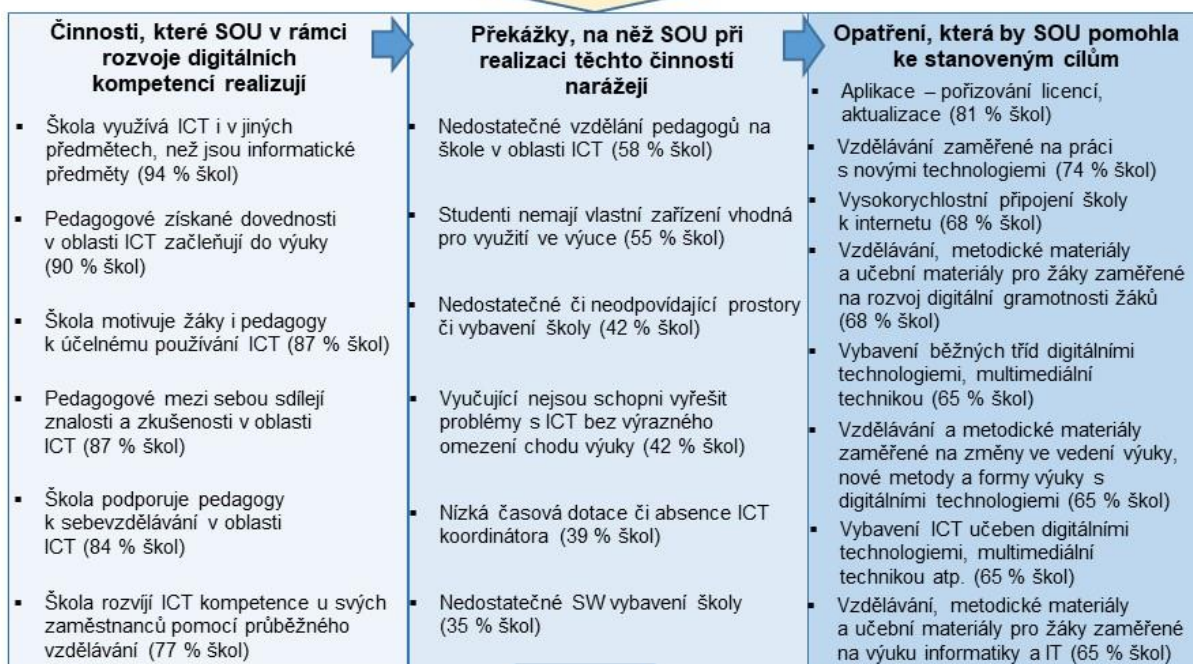 Činnosti, které SOU v rámci
rozvoje digitálních
kompetencí realizují
▪ Škola využívá ICT i v jiných
předmětech, než jsou informatické
předměty (94 % škol)
▪ Pedagogové získané dovednosti
v oblasti ICT začleňují do výuky
(90 % škol)
▪ Škola motivuje žáky i pedagogy
k účelnému používání ICT (87 % škol)
▪ Pedagogové mezi sebou sdílejí
znalosti a zkušenosti v oblasti
ICT (87 % škol)
▪ Škola podporuje pedagogy
k sebevzdělávání v oblasti
ICT (84 % škol)
▪ Škola rozvíjí ICT kompetence u svých
zaměstnanců pomocí průběžného
vzdělávání (77 % škol)
Překážky, na něž SOU při
realizaci těchto činností
narážejí
▪ Nedostatečné vzdělání pedagogů na
škole v oblasti ICT (58 % škol)
▪ Studenti nemají vlastní zařízení vhodná
pro využití ve výuce (55 % škol)
▪ Nedostatečné či neodpovídající prostory
či vybavení školy (42 % škol)
▪ Vyučující nejsou schopni vyřešit
problémy s ICT bez výrazného
omezení chodu výuky (42 % škol)
▪ Nízká časová dotace či absence ICT
koordinátora (39 % škol)
▪ Nedostatečné SW vybavení školy
(35 % škol)
Opatření, která by SOU pomohla
ke stanoveným cílům
▪ Aplikace – pořizování licencí,
aktualizace (81 % škol)
▪ Vzdělávání zaměřené na práci
s novými technologiemi (74 % škol)
▪ Vysokorychlostní připojení školy
k internetu (68 % škol)
▪ Vzdělávání, metodické materiály
a učební materiály pro žáky zaměřené
na rozvoj digitální gramotnosti žáků
(68 % škol)
▪ Vybavení běžných tříd digitálními
technologiemi, multimediální
technikou (65 % škol)
▪ Vzdělávání a metodické materiály
zaměřené na změny ve vedení výuky,
nové metody a formy výuky s
digitálními technologiemi (65 % škol)
▪ Vybavení ICT učeben digitálními
technologiemi, multimediální
technikou atp. (65 % škol)
▪ Vzdělávání, metodické materiály
a učební materiály pro žáky zaměřené
na výuku informatiky a IT (65 % škol)